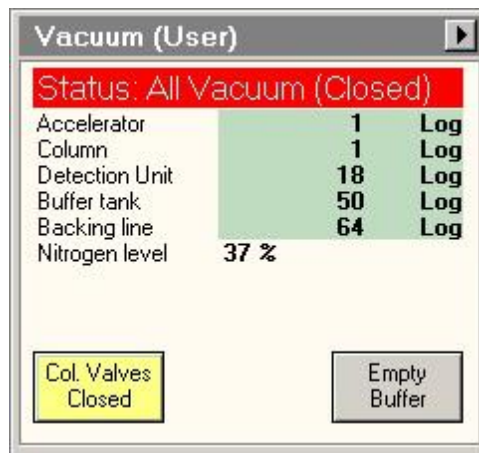 Vacuum (User)
Status: All Vacuum (Closed)
Accelerator 1 Log
Column 1 Log
Detection Unit 18 Log
Buffer tank 50 Log
Backing line 64 Log
Nitrogen level 37 %
Col. Valves
Closed
Empty
Buffer